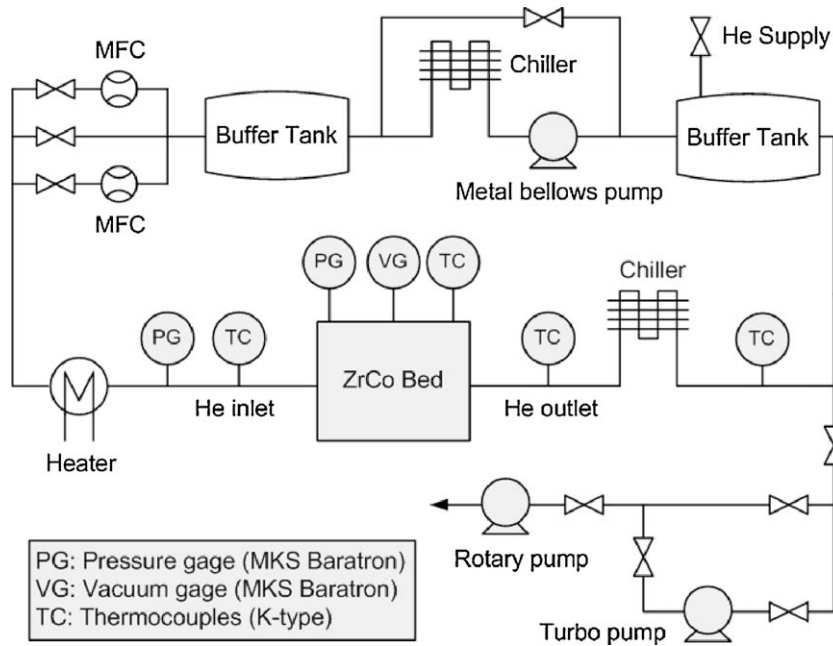 MFC
He Supply
Chiller
Buffer Tank
Buffer Tank
MFC
Metal bellows pump
PG
VG
TC
Chiller
PG
TC
ZrCo Bed
TC
TC
He inlet
He outlet
Heater
Rotary pump
Turbo pump
PG: Pressure gage (MKS Baratron)
VG: Vacuum gage (MKS Baratron)
TC: Thermocouples (K-type)